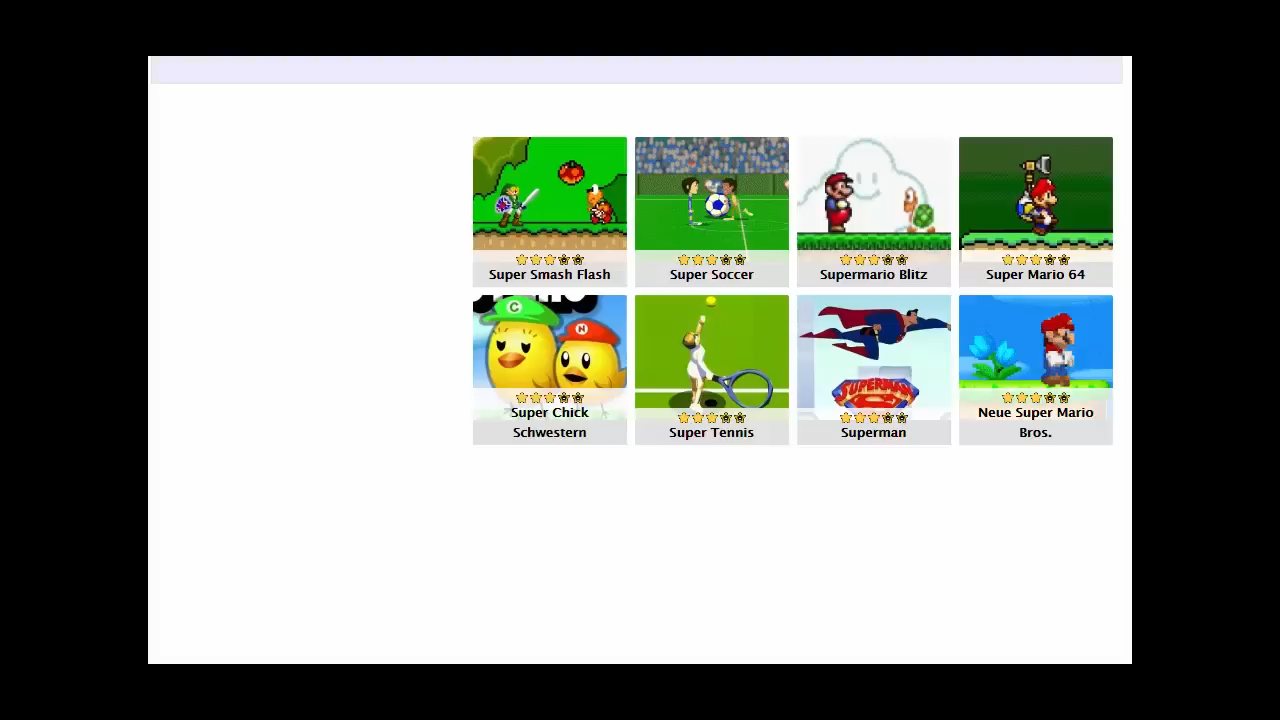 Super Smash Flash
Super Soccer
Supermario Blitz
Super Mario 64
C
N
Super Chick
Schwestern
Super Tennis
SUPERMAN
Superman
Neue Super Mario
Bros.